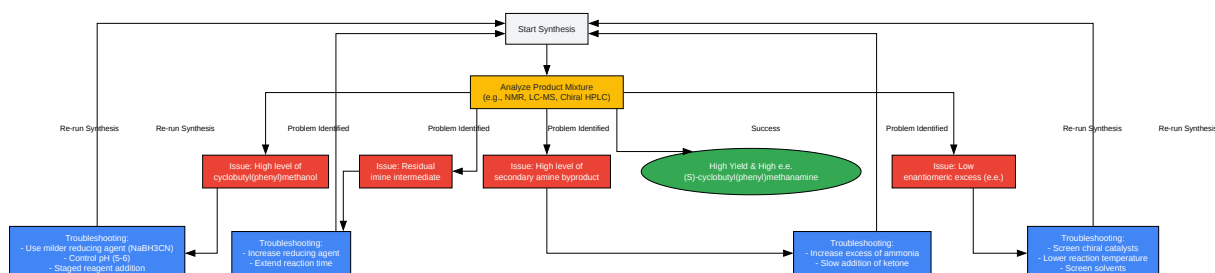 Start Synthesis
Analyze Product Mixture
(e.g., NMR, LC-MS, Chiral HPLC)
Re-run Synthesis
Re-run Synthesis
Problem Identified
Problem Identified
Problem Identified
Success
Problem Identified
Re-run Synthesis
Re-run Synthesis
Issue: High level of
cyclobutyl(phenyl)methanol
Issue: Residual
imine intermediate
Issue: High level of
secondary amine byproduct
High Yield & High e.e.
(S)-cyclobutyl(phenyl)methanamine
Issue: Low
enantiomeric excess (e.e.)
Troubleshooting:
- Use milder reducing agent (NaBH3CN)
- Control pH (5-6)
- Staged reagent addition
Troubleshooting:
- Increase reducing agent
- Extend reaction time
Troubleshooting:
- Increase excess of ammonia
- Slow addition of ketone
Troubleshooting:
- Screen chiral catalysts
- Lower reaction temperature
- Screen solvents